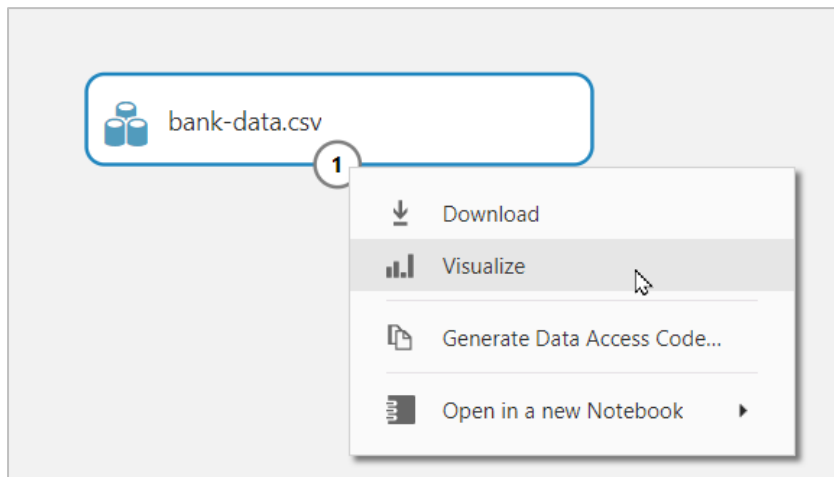 bank-data.csv
1
Download
Visualize
Generate Data Access Code...
Open in a new Notebook